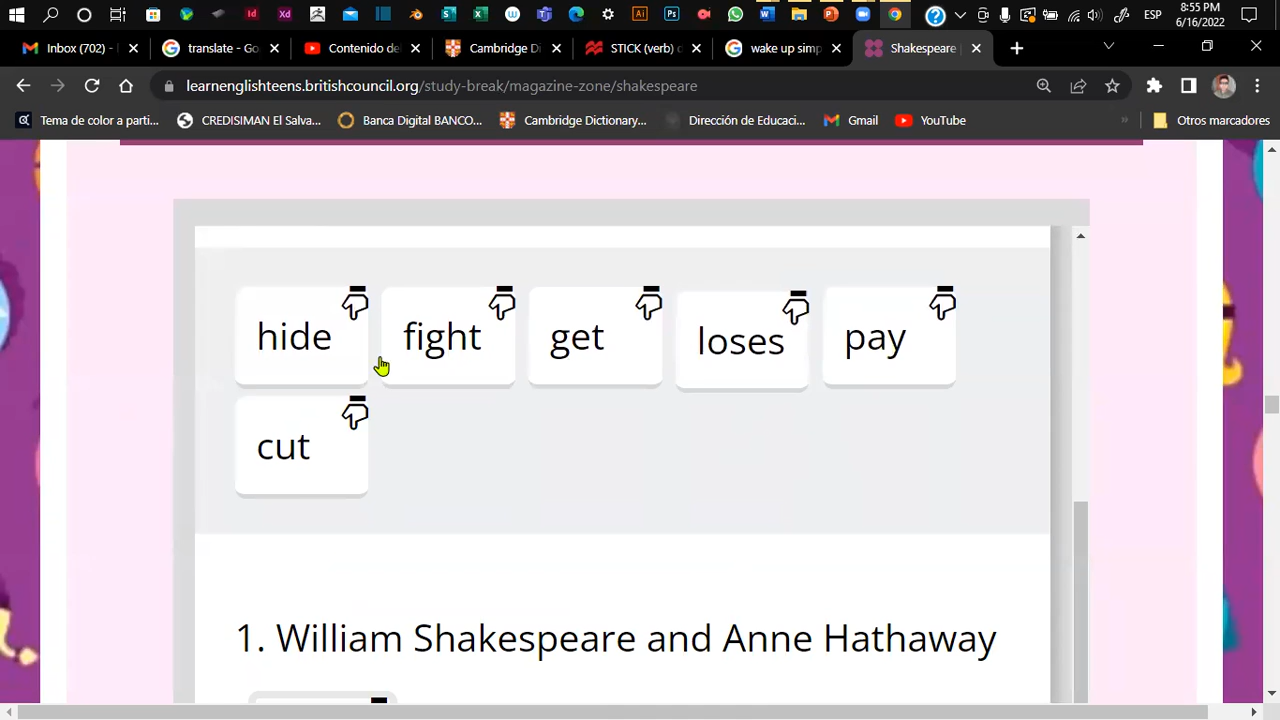 8:55 PM
ESP
6/16/2022
Inbox (702) -
translate - Go
Contenido del
Cambridge Di
STICK (verb) c
wake up simp
Shakespeare
learnenglishteens.britishcouncil.org/study-break/magazine-zone/shakespeare
Tema de color a parti...
CREDISIMAN El Salva...
Banca Digital BANCO...
Cambridge Dictionary...
Dirección de Educaci...
Gmail
YouTube
Otros marcadores
hide
fight
get
loses
pay
cut
1. William Shakespeare and Anne Hathaway